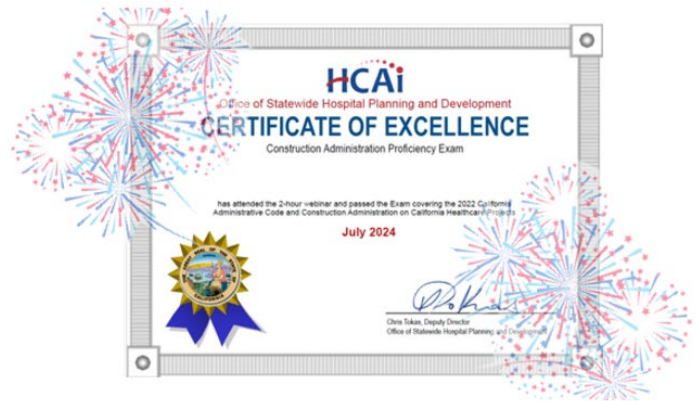 HCAi
Office of Statewide Hospital Planning and Development
CERTIFICATE OF EXCELLENCE
Construction Administration Proficiency Exam
has attended the 2-hour webinar and passed the Exam covering the 2022 California
Administrative Code and Construction Administration on California Healthcare Projects
July 2024
Chris Tokas, Deputy Director
Office of Statewide Hospital Planning and Development